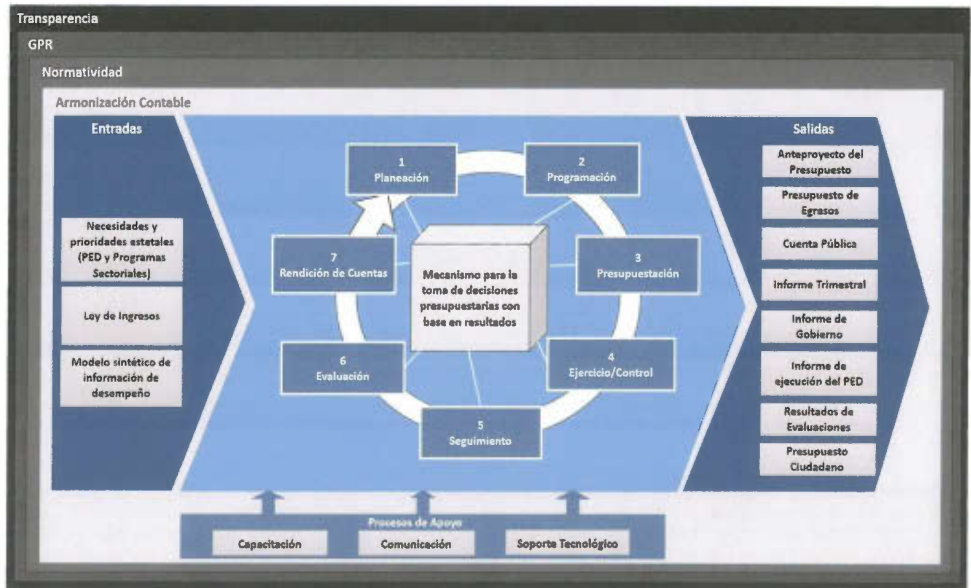 Transparencia
GPR
Normatividad
Armonización Contable
Entradas
Necesidades y
prioridades estatales
(PED y Programas
Sectoriales)
Ley de Ingresos
Modelo sintético de
información de
desempeño
1
Planeación
2
Programación
3
Presupuestación
4
Ejercicio/Control
5
Seguimiento
6
Evaluación
7
Rendición de Cuentas
Mecanismo para la
toma de decisiones
presupuestarias con
base en resultados
Salidas
Anteproyecto del
Presupuesto
Presupuesto de
Egresos
Cuenta Pública
Informe Trimestral
Informe de
Gobierno
Informe de
ejecución del PED
Resultados de
Evaluaciones
Presupuesto
Ciudadano
Procesos de Apoyo
Capacitación
Comunicación
Soporte Tecnológico